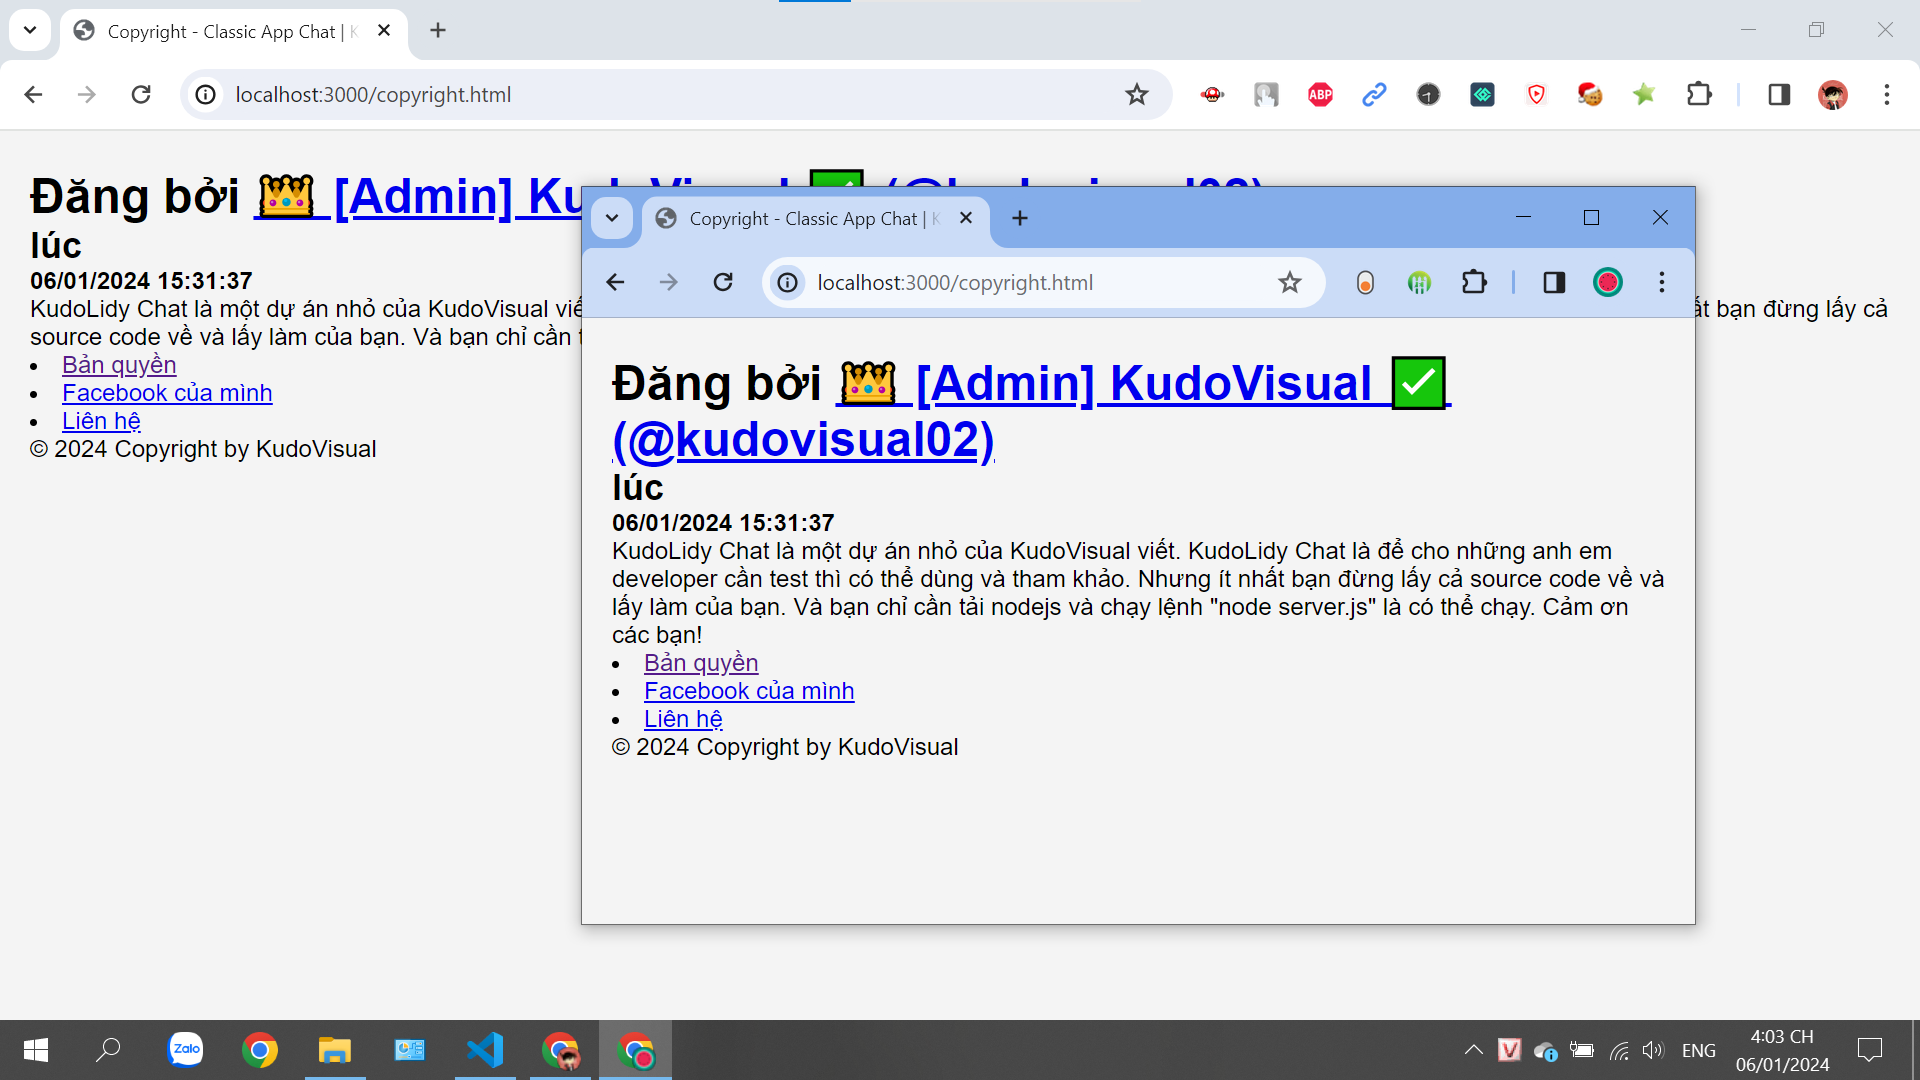 Copyright - Classic App Chat |
localhost:3000/copyright.html
ABP
Đăng bởi 👑 [Admin]
lúc
06/01/2024 15:31:37
KudoLidy Chat là một dự án nhỏ của KudoVisual
bạn đừng lấy cả
source code về và lấy làm của bạn. Và bạn chỉ cần
Bản quyền
Facebook của mình
Liên hệ
© 2024 Copyright by KudoVisual
Copyright - Classic App Chat |
localhost:3000/copyright.html
Đăng bởi 👑 [Admin] KudoVisual ✅
(@kudovisual02)
lúc
06/01/2024 15:31:37
KudoLidy Chat là một dự án nhỏ của KudoVisual viết. KudoLidy Chat là để cho những anh em
developer cần test thì có thể dùng và tham khảo. Nhưng ít nhất bạn đừng lấy cả source code về và
lấy làm của bạn. Và bạn chỉ cần tải nodejs và chạy lệnh "node server.js" là có thể chạy. Cảm ơn
các bạn!
Bản quyền
Facebook của mình
Liên hệ
© 2024 Copyright by KudoVisual
Zalo
V
ENG
4:03 CH
06/01/2024